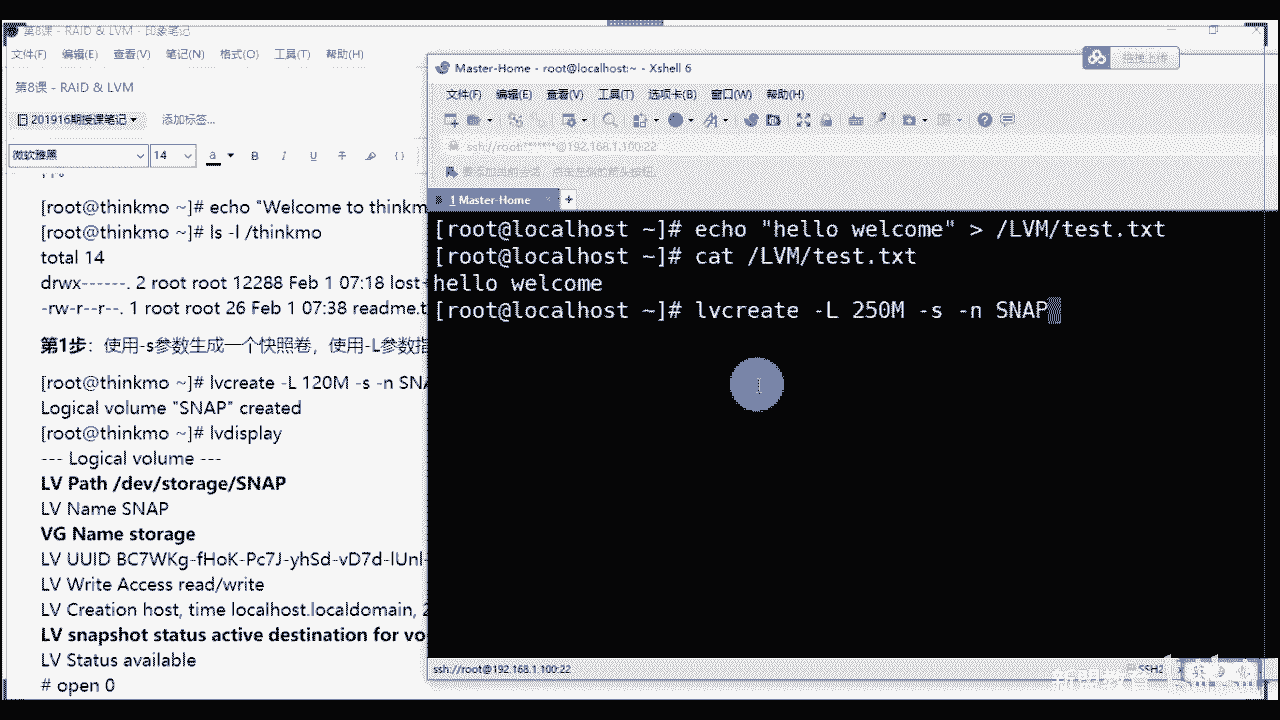 第8课 - RAID & LVM - 印象笔记
文件(F) 编辑(E) 查看(V) 笔记(N) 格式(O) 工具(T) 帮助(H)
第8课 - RAID & LVM
201916期授课笔记 添加标签...
微软雅黑 14 a B I U T
[root@thinkmo ~]# echo "Welcome to thinkm
[root@thinkmo ~]# ls -l /thinkmo
total 14
drwx------. 2 root root 12288 Feb 1 07:18 lost
-rw-r--r--. 1 root root 26 Feb 1 07:38 readme.t
第1步：使用-s参数生成一个快照卷，使用-L参数指
[root@thinkmo ~]# lvcreate -L 120M -s -n SNA
Logical volume "SNAP" created
[root@thinkmo ~]# lvdisplay
--- Logical volume ---
LV Path /dev/storage/SNAP
LV Name SNAP
VG Name storage
LV UUID BC7WKg-fHoK-Pc7J-yhSd-vD7d-lUnl-
LV Write Access read/write
LV Creation host, time localhost.localdomain, 2
LV snapshot status active destination for vo
LV Status available
# open 0
Master-Home - root@localhost:~ - Xshell 6
文件(F) 编辑(E) 查看(V) 工具(T) 选项卡(B) 窗口(W) 帮助(H)
ssh://root:*******@192.168.1.100:22
1 Master-Home +
[root@localhost ~]# echo "hello welcome" > /LVM/test.txt
[root@localhost ~]# cat /LVM/test.txt
hello welcome
[root@localhost ~]# lvcreate -L 250M -s -n SNAP
ssh://root@192.168.1.100:22
SSH2